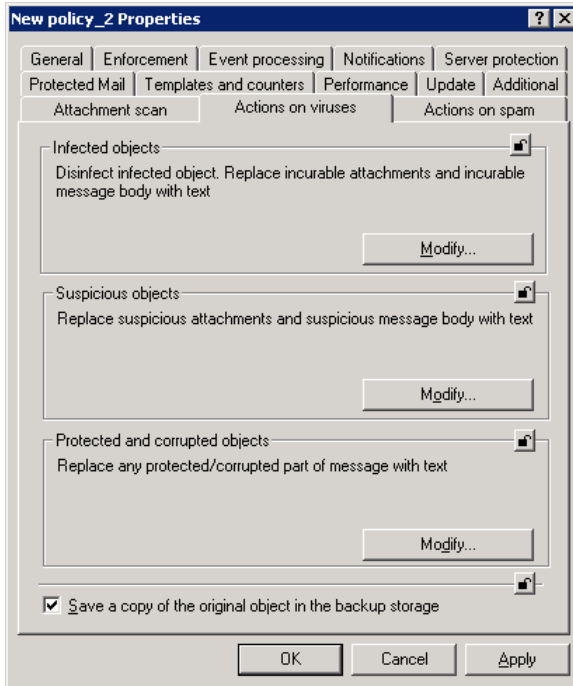 New policy_2 Properties
General
Enforcement
Event processing
Notifications
Server protection
Protected Mail
Templates and counters
Performance
Update
Additional
Attachment scan
Actions on viruses
Actions on spam
Infected objects
Disinfect infected object. Replace incurable attachments and incurable
message body with text
Modify...
Suspicious objects
Replace suspicious attachments and suspicious message body with text
Modify...
Protected and corrupted objects
Replace any protected/corrupted part of message with text
Modify...
Save a copy of the original object in the backup storage
OK
Cancel
Apply